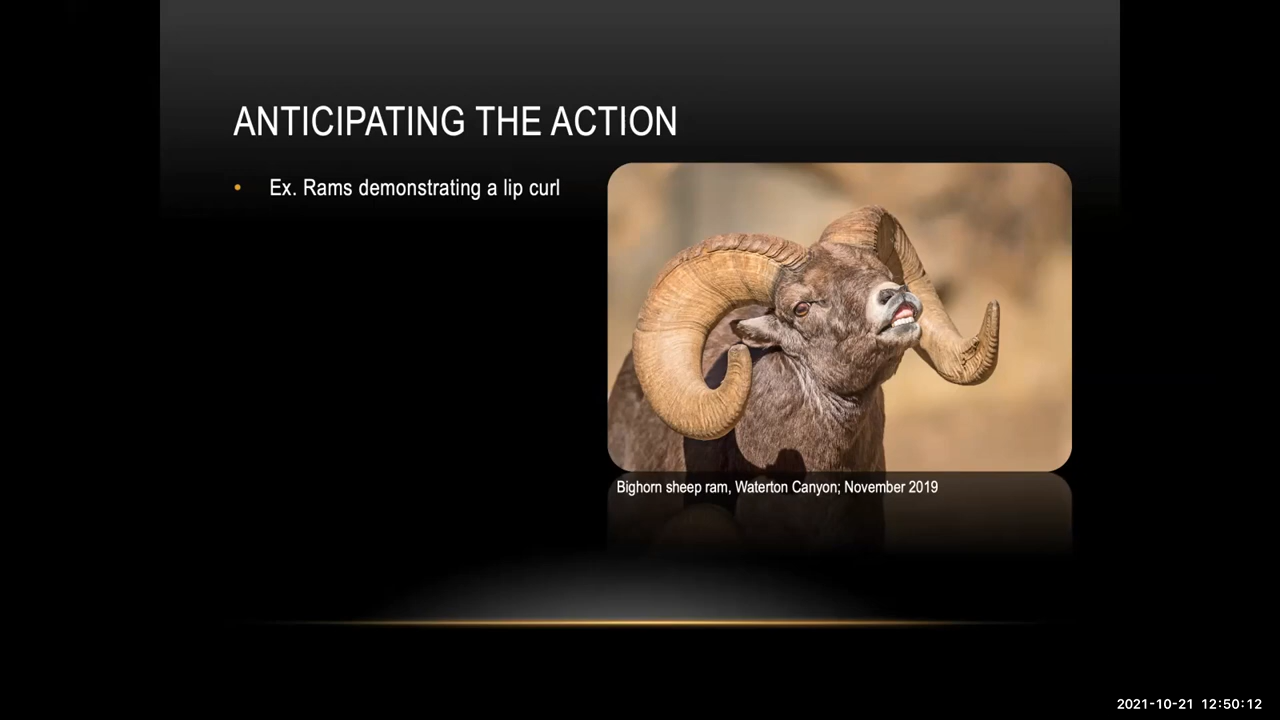 ANTICIPATING THE ACTION
• Ex. Rams demonstrating a lip curl
Bighorn sheep ram, Waterton Canyon; November 2019
2021-10-21 12:50:12